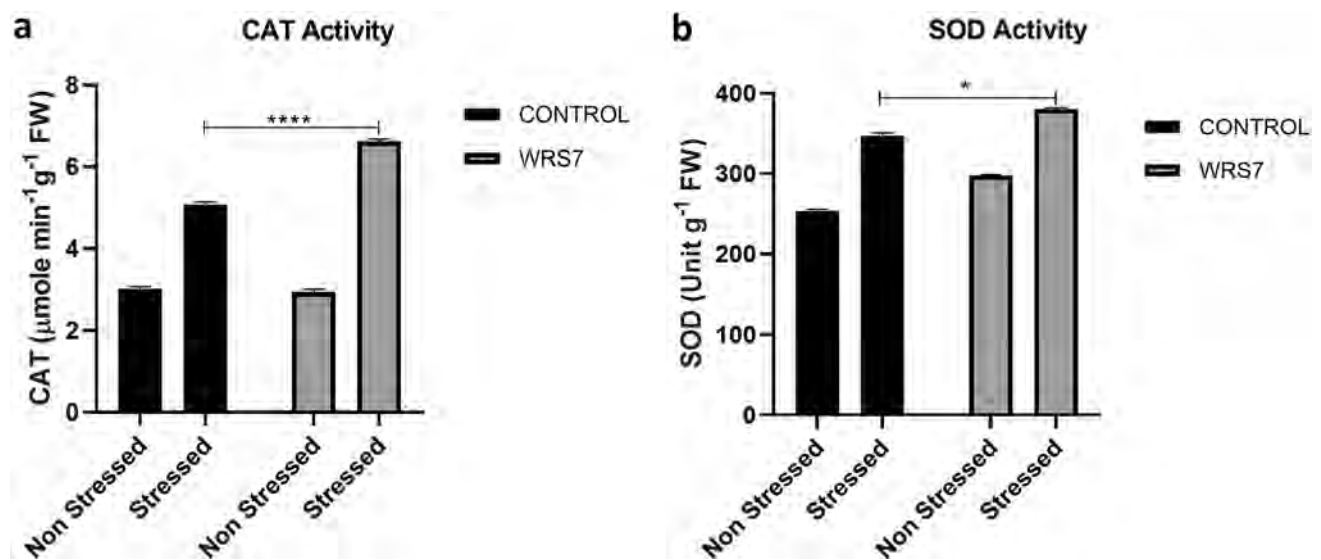 a
CAT Activity
CAT (μmole min⁻¹g⁻¹ FW)
8
6
4
2
0
****
Non Stressed
Stressed
Non Stressed
Stressed
CONTROL
WRS7
b
SOD Activity
SOD (Unit g⁻¹ FW)
400
300
200
100
0
*
Non Stressed
Stressed
Non Stressed
Stressed
CONTROL
WRS7